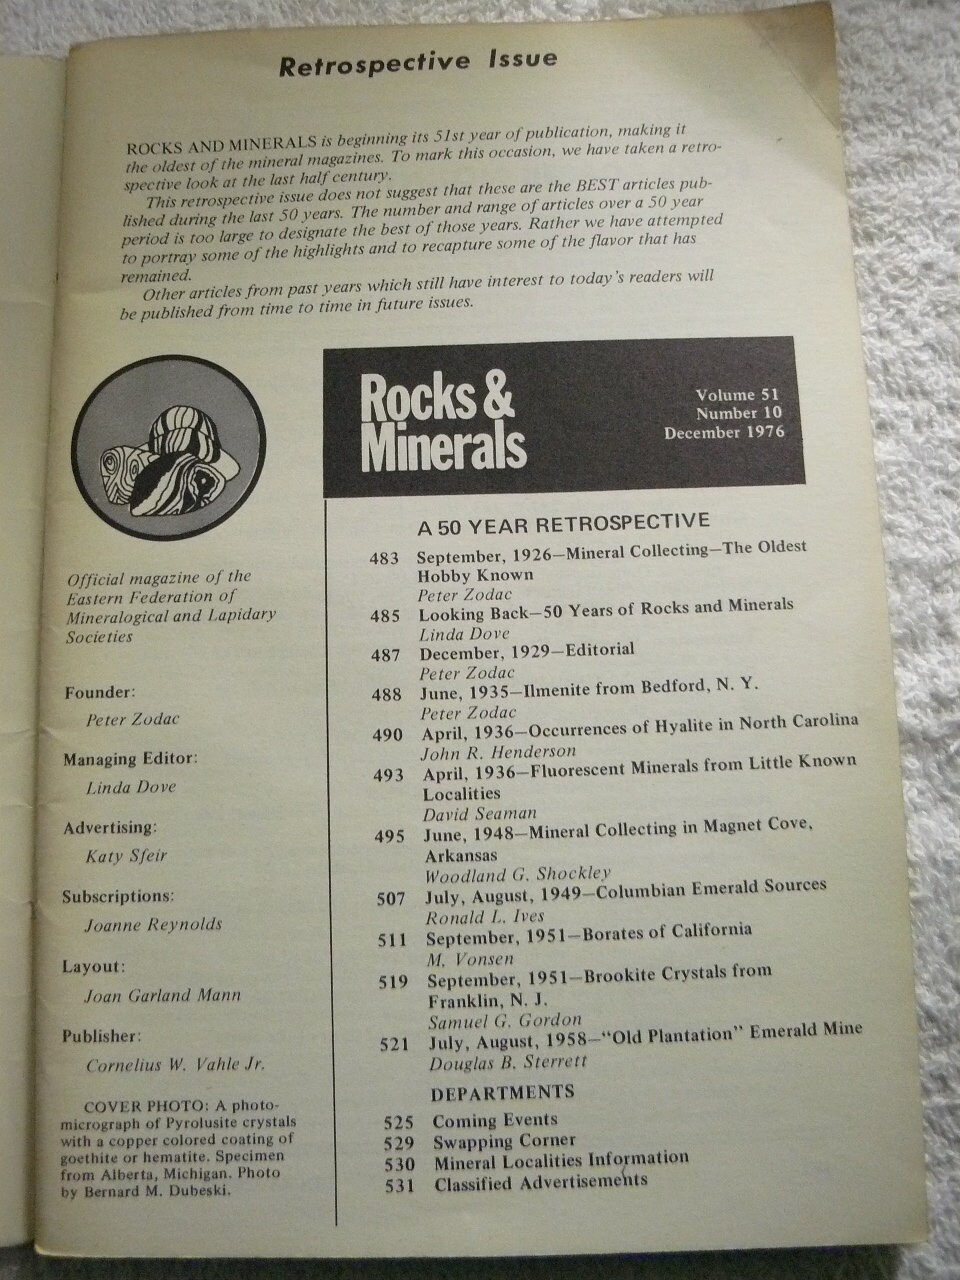 Retrospective Issue
ROCKS AND MINERALS is beginning its 51st year of publication, making it
the oldest of the mineral magazines. To mark this occasion, we have taken a retro-
spective look at the last half century.
This retrospective issue does not suggest that these are the BEST articles pub-
lished during the last 50 years. The number and range of articles over a 50 year
period is too large to designate the best of those years. Rather we have attempted
to portray some of the highlights and to recapture some of the flavor that has
remained.
Other articles from past years which still have interest to today's readers will
be published from time to time in future issues.
Rocks &
Minerals
Volume 51
Number 10
December 1976
Official magazine of the
Eastern Federation of
Mineralogical and Lapidary
Societies
Founder:
Peter Zodac
Managing Editor:
Linda Dove
Advertising:
Katy Sfeir
Subscriptions:
Joanne Reynolds
Layout:
Joan Garland Mann
Publisher:
Cornelius W. Vahle Jr.
COVER PHOTO: A photo-
micrograph of Pyrolusite crystals
with a copper colored coating of
goethite or hematite. Specimen
from Alberta, Michigan. Photo
by Bernard M. Dubeski.
A 50 YEAR RETROSPECTIVE
483 September, 1926—Mineral Collecting—The Oldest
Hobby Known
Peter Zodac
485 Looking Back—50 Years of Rocks and Minerals
Linda Dove
487 December, 1929—Editorial
Peter Zodac
488 June, 1935—Ilmenite from Bedford, N. Y.
Peter Zodac
490 April, 1936—Occurrences of Hyalite in North Carolina
John R. Henderson
493 April, 1936—Fluorescent Minerals from Little Known
Localities
David Seaman
495 June, 1948—Mineral Collecting in Magnet Cove,
Arkansas
Woodland G. Shockley
507 July, August, 1949—Columbian Emerald Sources
Ronald L. Ives
511 September, 1951—Borates of California
M. Vonsen
519 September, 1951—Brookite Crystals from
Franklin, N. J.
Samuel G. Gordon
521 July, August, 1958—"Old Plantation" Emerald Mine
Douglas B. Sterrett
DEPARTMENTS
525 Coming Events
529 Swapping Corner
530 Mineral Localities Information
531 Classified Advertisements